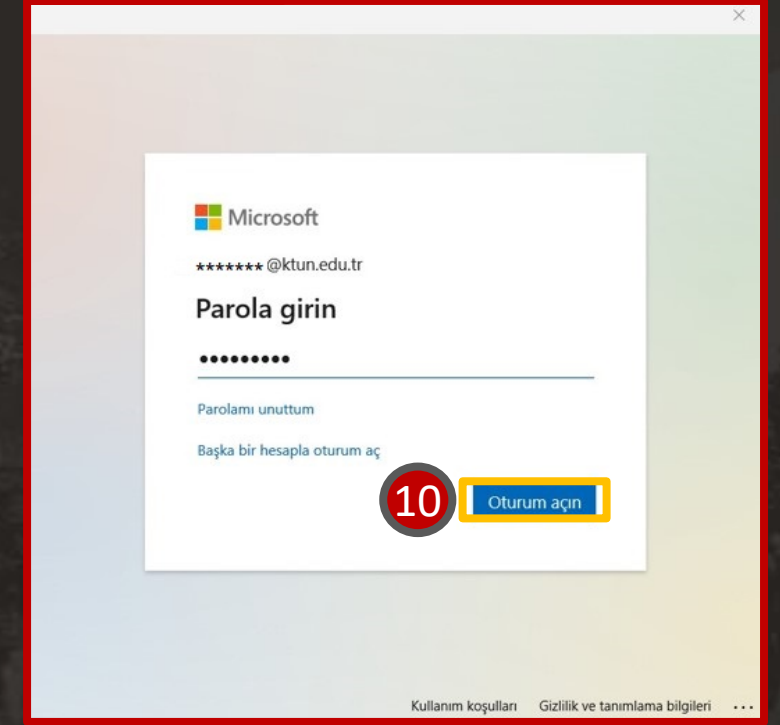 Microsoft
*******@ktun.edu.tr
Parola girin
•••••••••
Parolamı unuttum
Başka bir hesapla oturum aç
10
Oturum açın
Kullanım koşulları Gizlilik ve tanımlama bilgileri ...